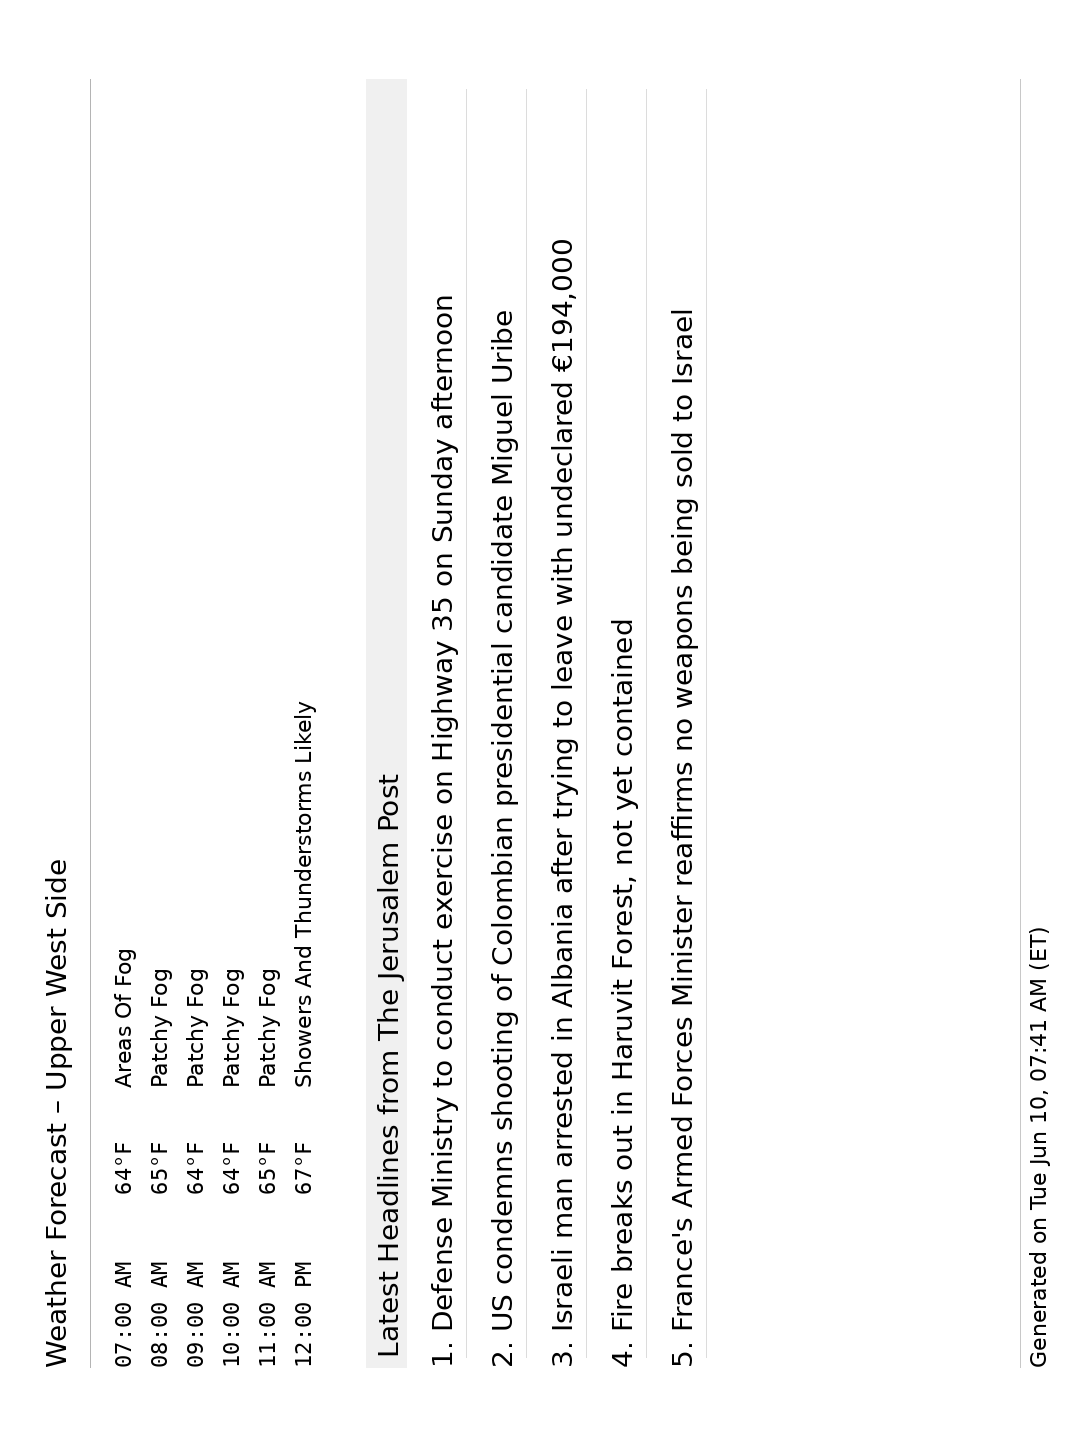 Weather Forecast – Upper West Side
07:00 AM 64°F Areas Of Fog
08:00 AM 65°F Patchy Fog
09:00 AM 64°F Patchy Fog
10:00 AM 64°F Patchy Fog
11:00 AM 65°F Patchy Fog
12:00 PM 67°F Showers And Thunderstorms Likely
Latest Headlines from The Jerusalem Post
1. Defense Ministry to conduct exercise on Highway 35 on Sunday afternoon
2. US condemns shooting of Colombian presidential candidate Miguel Uribe
3. Israeli man arrested in Albania after trying to leave with undeclared €194,000
4. Fire breaks out in Haruvit Forest, not yet contained
5. France's Armed Forces Minister reaffirms no weapons being sold to Israel
Generated on Tue Jun 10, 07:41 AM (ET)